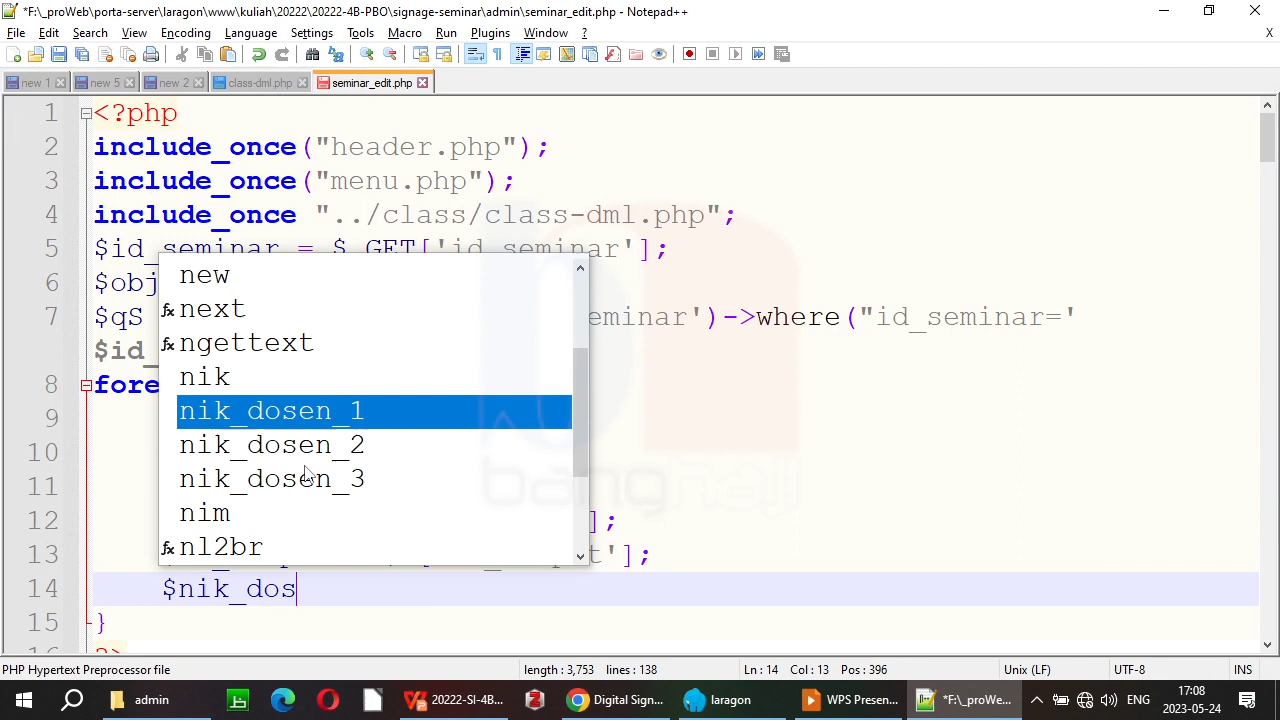 *F:\_proWeb\porta-server\laragon\www\kuliah\20222\20222-4B-PBO\signage-seminar\admin\seminar_edit.php - Notepad++
File Edit Search View Encoding Language Settings Tools Macro Run Plugins Window ? X
new 1 new 5 new 2 class-dml.php seminar_edit.php
1 <?php
2 include_once("header.php");
3 include_once("menu.php");
4 include_once "../class/class-dml.php";
5 $id_seminar = $_GET['id_seminar'];
6 $obj
new
fx next
7 $qS eminar')->where("id_seminar='
fx ngettext
$id_
nik
8 fore
nik_dosen_1
9
nik_dosen_2
10
nik_dosen_3
11
banghaji
nim
12 ];
fx nl2br
13 t'];
14 $nik_dos
15 }
16 ?>
PHP Hypertext Preprocessor file length : 3,753 lines : 138 Ln : 14 Col : 13 Pos : 396 Unix (LF) UTF-8 INS
admin 20222-SI-4B... Digital Sign... laragon WPS Presen... *F:\_proWe... ENG 17:08
2023-05-24